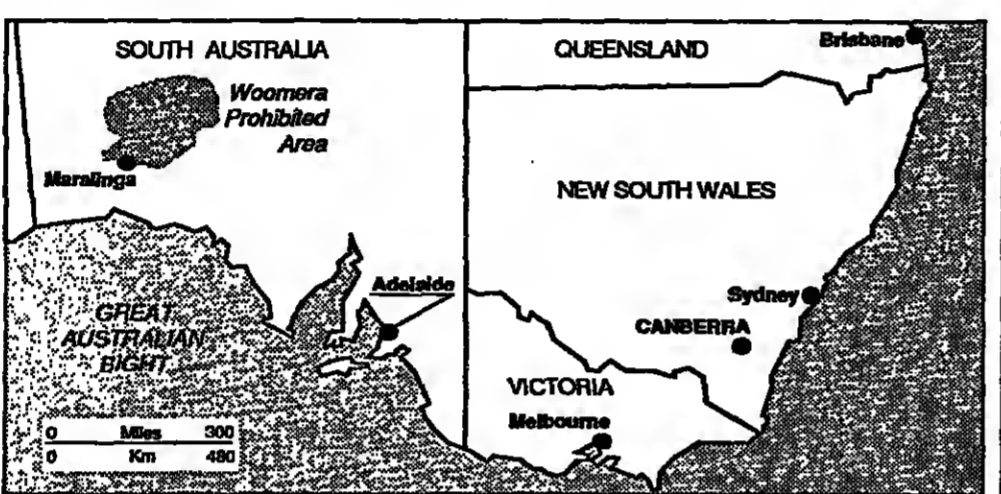 SOUTH AUSTRALIA
QUEENSLAND
Brisbane
Woomera
Prohibited
Area
Maralinga
NEW SOUTH WALES
Adelaide
Sydney
CANBERRA
GREAT
AUSTRALIAN
BIGHT
VICTORIA
Melbourne
0 Miles 300
0 Km 480